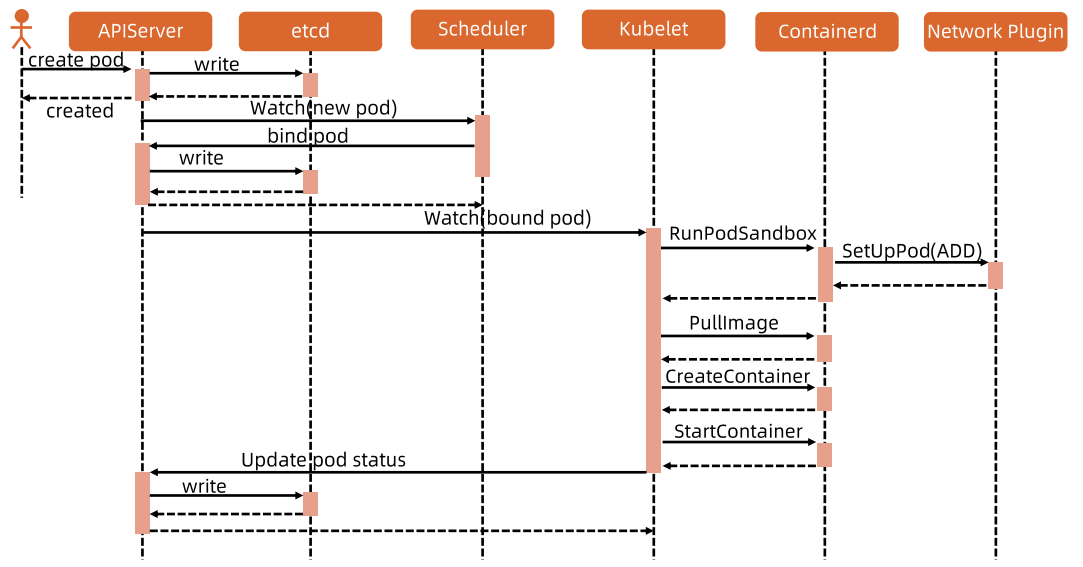 APIServer
etcd
Scheduler
Kubelet
Containerd
Network Plugin
create pod
write
created
Watch(new pod)
bind pod
write
Watch(bound pod)
RunPodSandbox
SetUpPod(ADD)
PullImage
CreateContainer
StartContainer
Update pod status
write